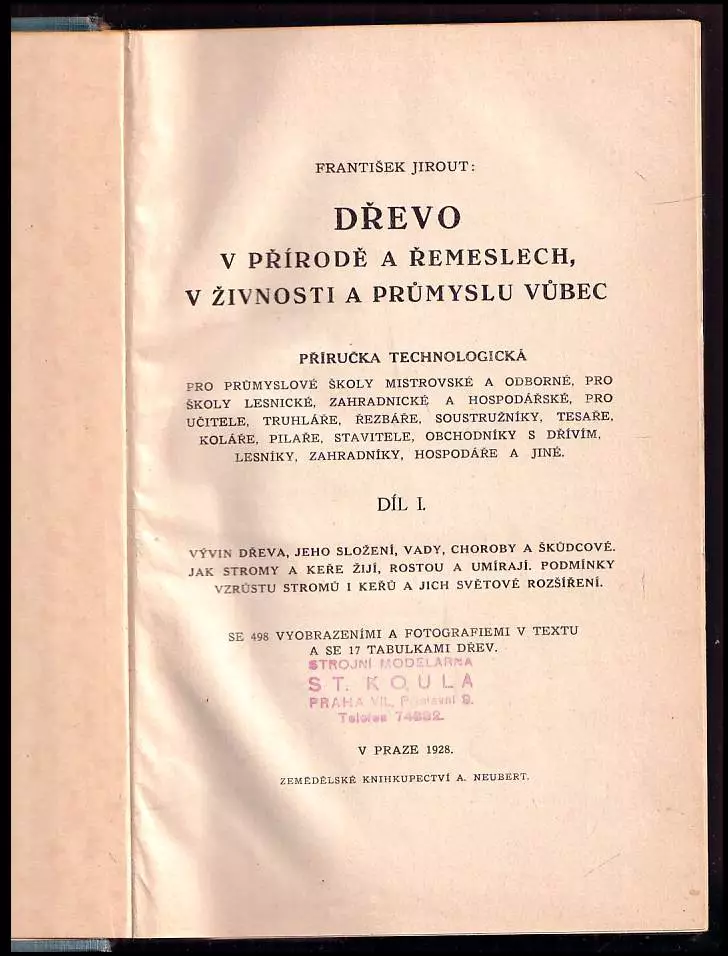 FRANTIŠEK JIROUT:
DŘEVO
V PŘÍRODĚ A ŘEMESLECH,
V ŽIVNOSTI A PRŮMYSLU VŮBEC
PŘÍRUČKA TECHNOLOGICKÁ
PRO PRŮMYSLOVÉ ŠKOLY MISTROVSKÉ A ODBORNÉ, PRO
ŠKOLY LESNICKÉ, ZAHRADNICKÉ A HOSPODÁŘSKÉ, PRO
UČITELE, TRUHLÁŘE, ŘEZBÁŘE, SOUSTRUŽNÍKY, TESAŘE,
KOLÁŘE, PILAŘE, STAVITELE, OBCHODNÍKY S DŘÍVÍM,
LESNÍKY, ZAHRADNÍKY, HOSPODÁŘE A JINÉ.
DÍL I.
VÝVIN DŘEVA, JEHO SLOŽENÍ, VADY, CHOROBY A ŠKŮDCOVÉ.
JAK STROMY A KEŘE ŽIJÍ, ROSTOU A UMÍRAJÍ. PODMÍNKY
VZRŮSTU STROMŮ I KEŘŮ A JICH SVĚTOVÉ ROZŠÍŘENÍ.
SE 498 VYOBRAZENÍMI A FOTOGRAFIEMI V TEXTU
A SE 17 TABULKAMI DŘEV.
STROJNÍ MODELÁRNA
ST. KOULA
PRAHA VII.
Telefon
V PRAZE 1928.
ZEMĚDĚLSKÉ KNIHKUPECTVÍ A. NEUBERT.